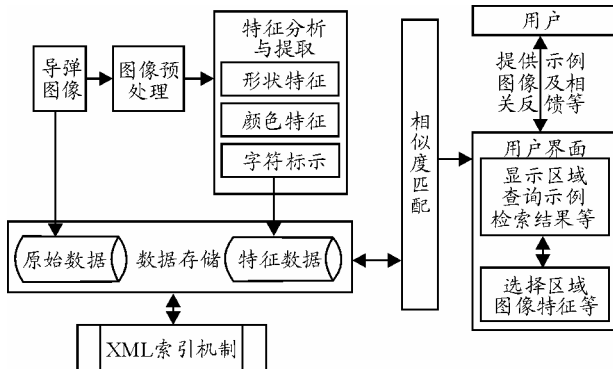 导弹
图像
图像预
处理
特征分析
与提取
形状特征
颜色特征
字符标示
原始数据
数据存储
特征数据
XML索引机制
相
似
度
匹
配
用户
提供示例
图像及相
关反馈等
用户界面
显示区域
查询示例
检索结果等
选择区域
图像特征等